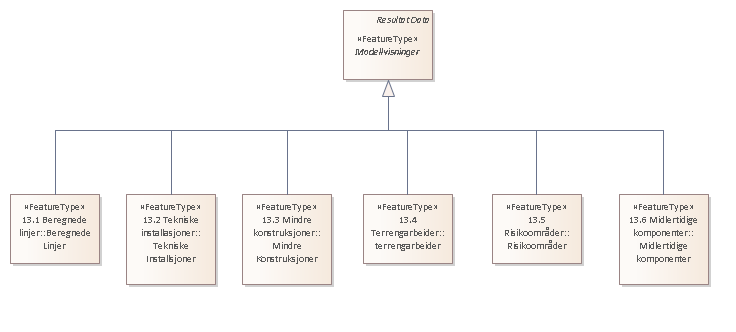 ResultatData
«FeatureType»
Modellvisninger
«FeatureType»
13.1 Beregnede
linjer::Beregnede
Linjer
«FeatureType»
13.2 Tekniske
installasjoner::
Tekniske
Installsjoner
«FeatureType»
13.3 Mindre
konstruksjoner::
Mindre
Konstruksjoner
«FeatureType»
13.4
Terrengarbeider::
terrengarbeider
«FeatureType»
13.5
Risikoområder::
Risikoområder
«FeatureType»
13.6 Midlertidige
komponenter::
Midlertidige
komponenter